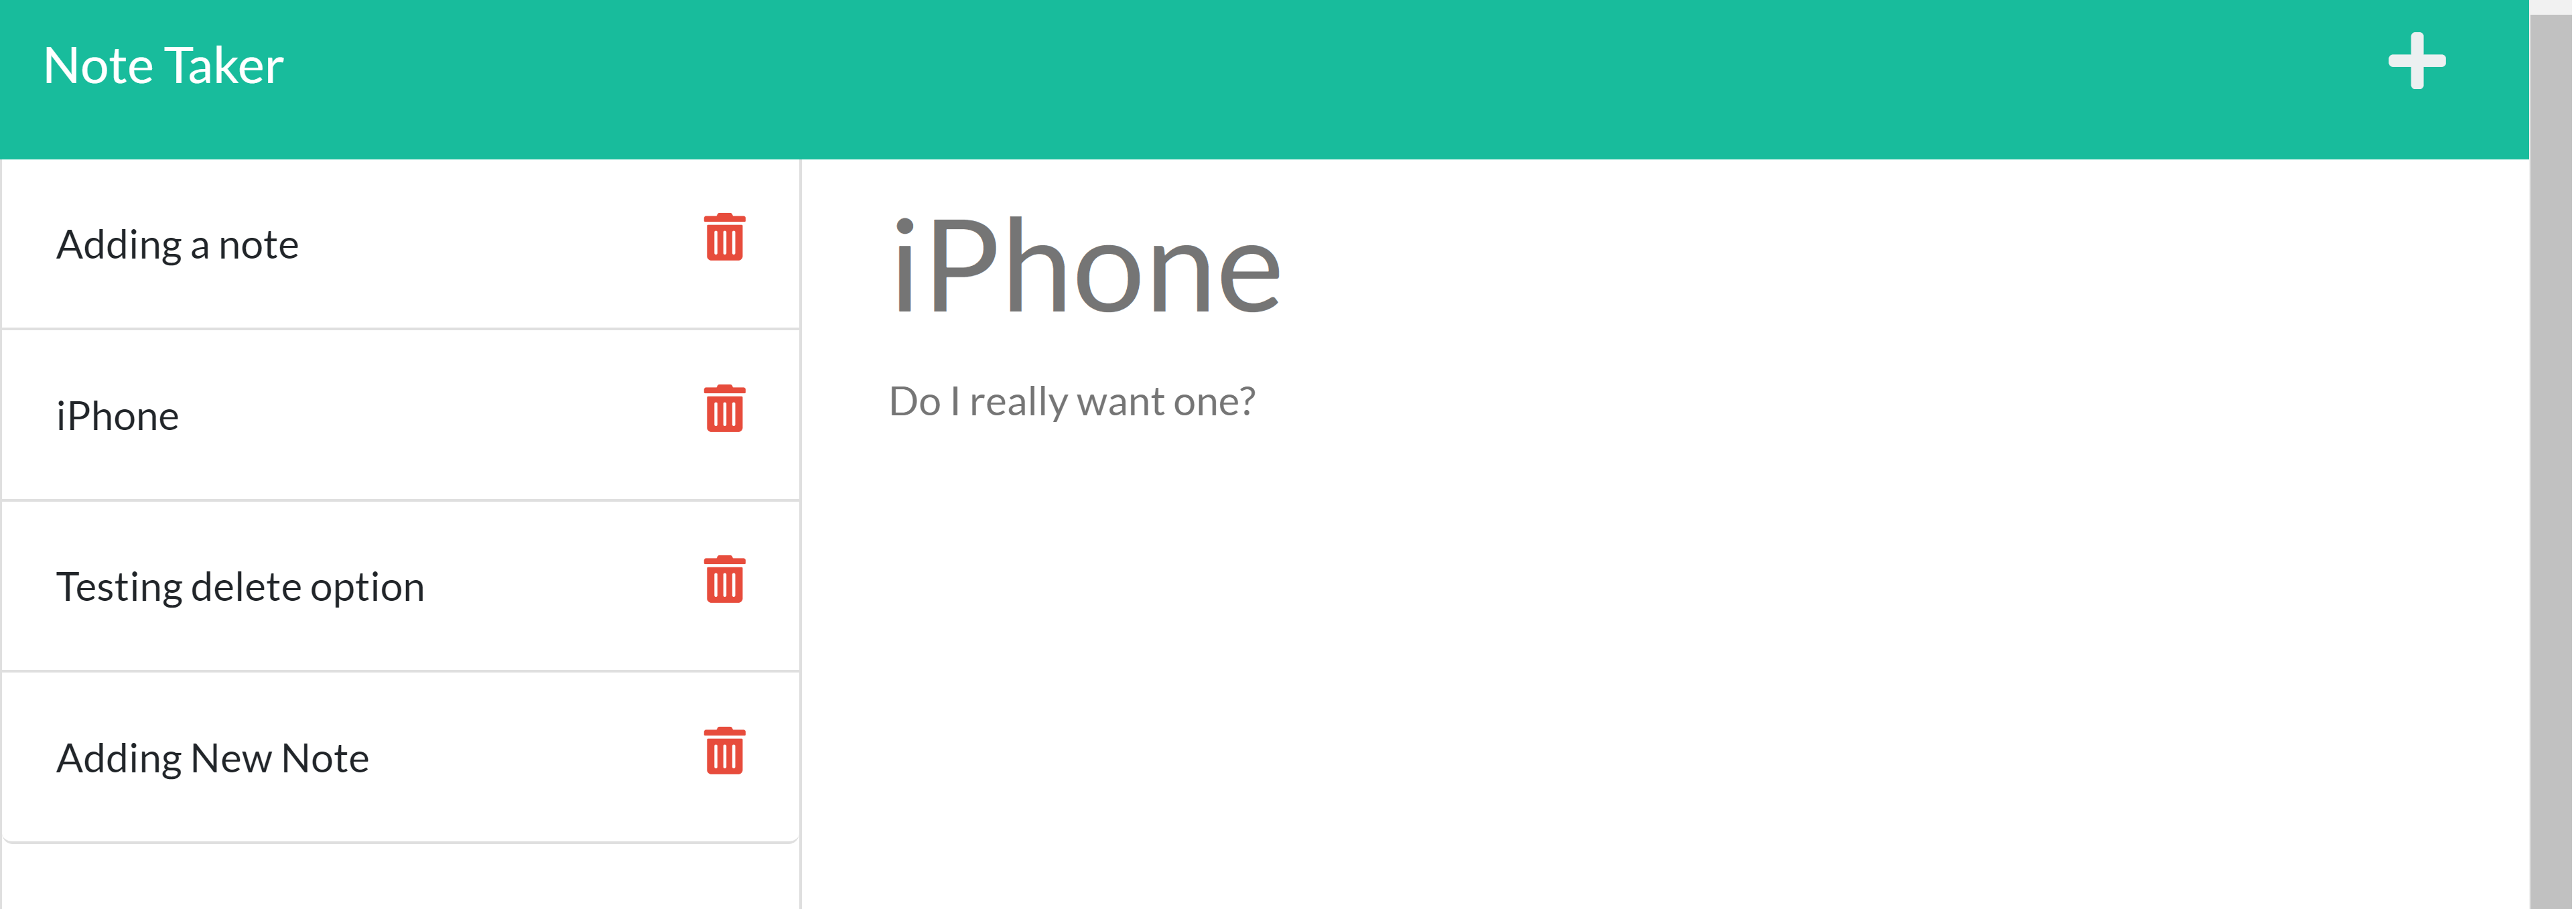 Note Taker
Adding a note
iPhone
Testing delete option
Adding New Note
iPhone
Do I really want one?